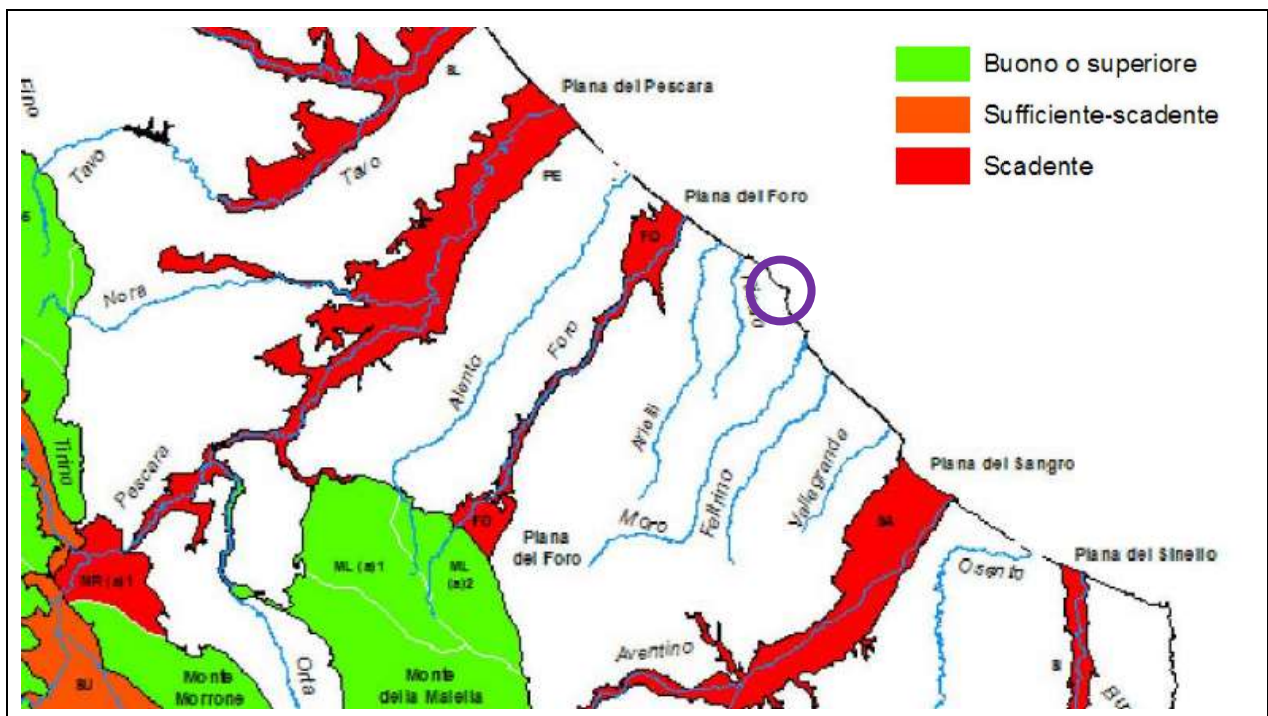 Buono o superiore
Sufficiente-scadente
Scadente
Piana del Pescara
Piana del Foro
Piana del Sangro
Piana del Sinello
Piana
del Foro
Fino
Tavo
Tavo
PE
FO
Nora
Alento
Foro
Arielli
Moro
Feltrino
Vallegrande
Tirino
Pescara
FO
SA
ML (a)1
ML
(a)2
Osento
Aventino
SI
SU
Monte
Morrone
Orta
Monte
della Maiella